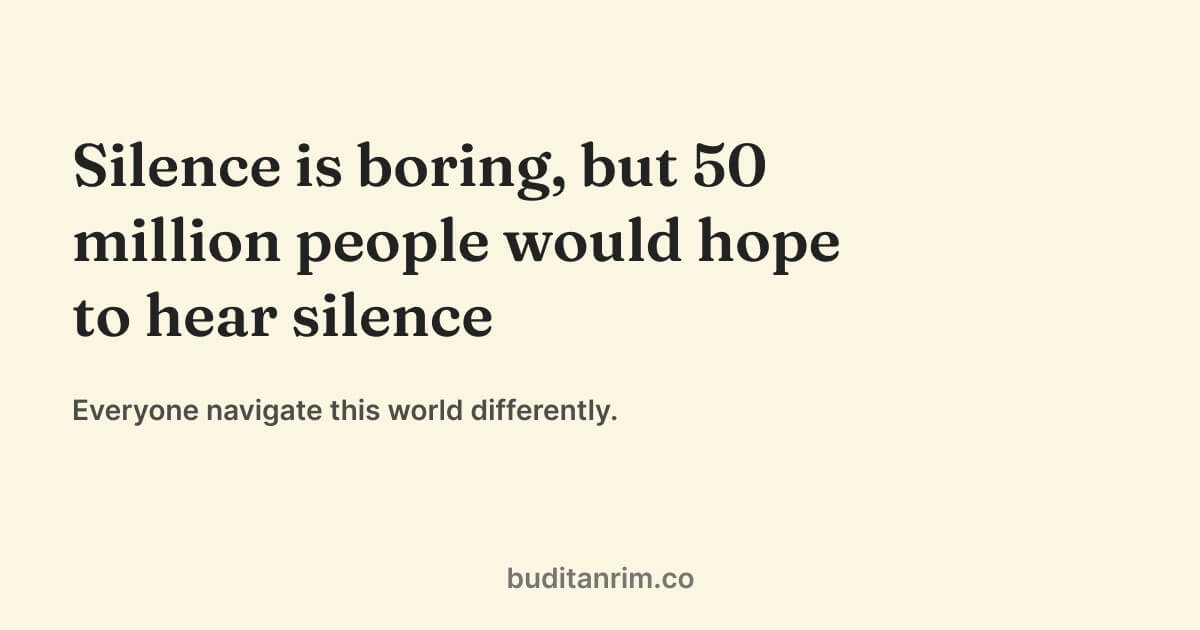 Silence is boring, but 50
million people would hope
to hear silence
Everyone navigate this world differently.
buditanrim.co